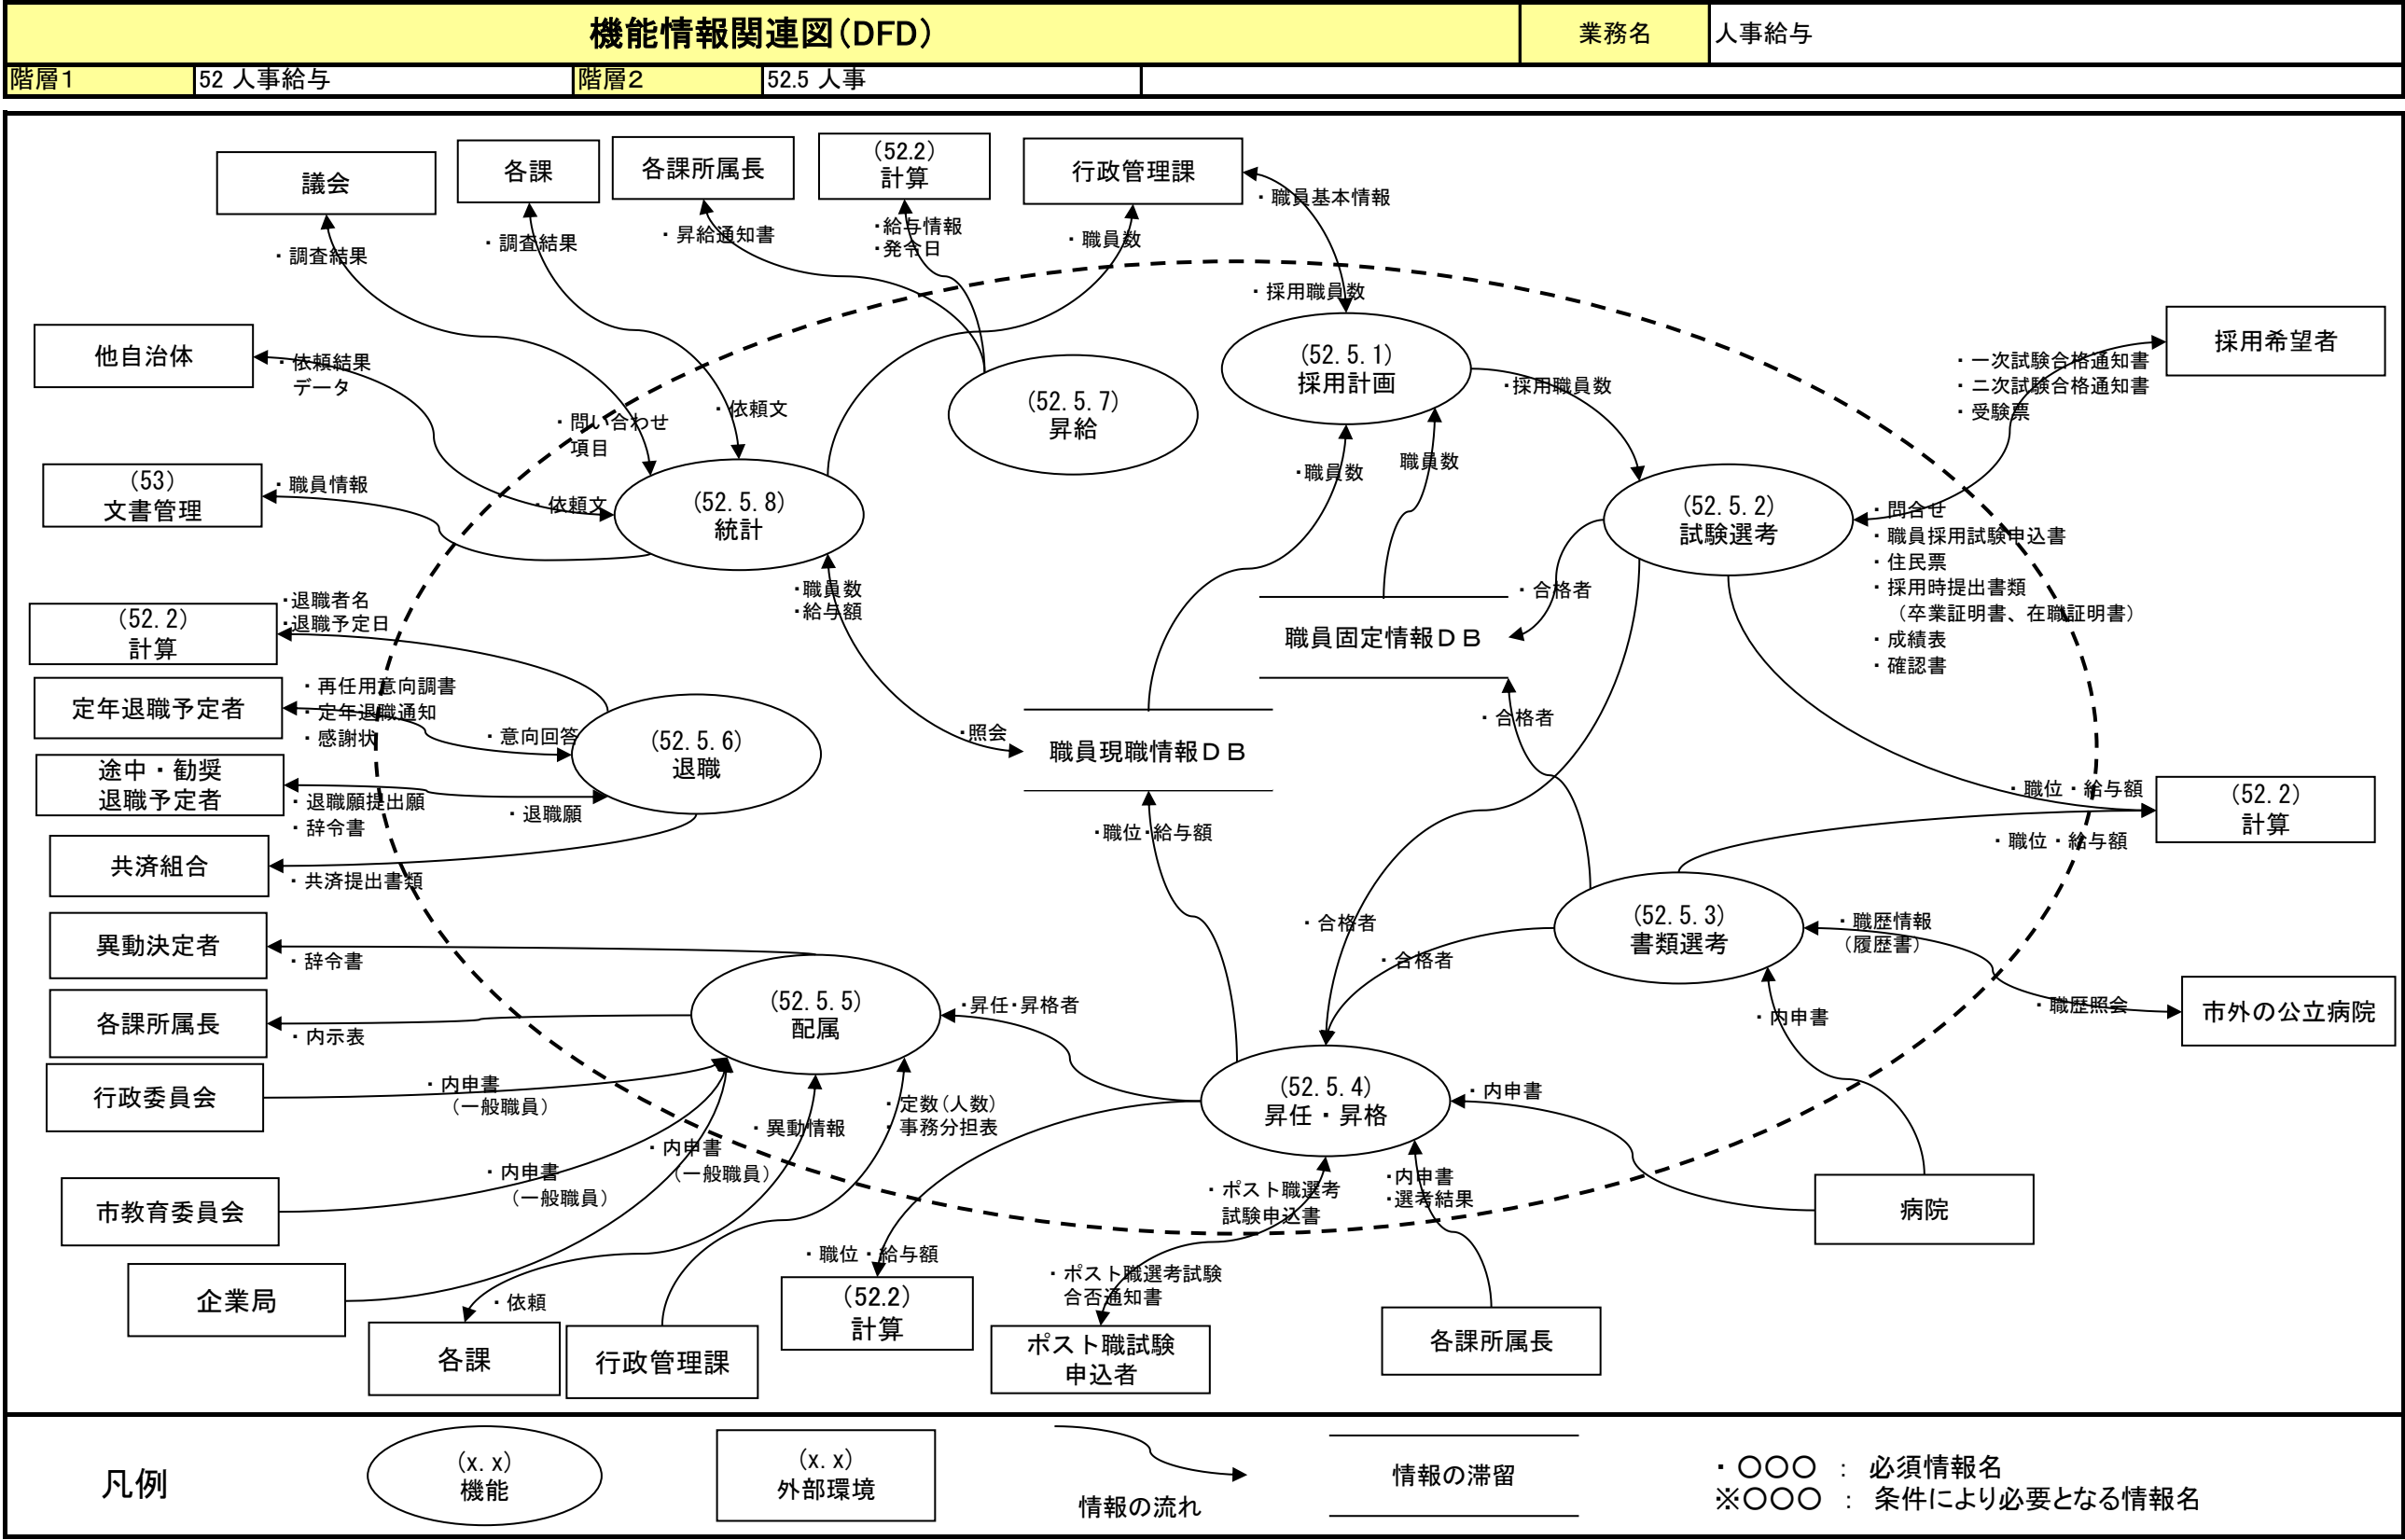 機能情報関連図（DFD）
業務名
人事給与
階層１
52 人事給与
階層２
52.5 人事
議会
各課
各課所属長
（52.2）
計算
行政管理課
・調査結果
・調査結果
・昇給通知書
・給与情報
・発令日
・職員数
・職員基本情報
・採用職員数
他自治体
・依頼結果
データ
・問い合わせ
項目
・依頼文
(52.5.7)
昇給
(52.5.1)
採用計画
・採用職員数
・一次試験合格通知書
・二次試験合格通知書
・受験票
採用希望者
(53)
文書管理
・職員情報
・依頼文
(52.5.8)
統計
・職員数
職員数
(52.5.2)
試験選考
・問合せ
・職員採用試験申込書
・住民票
・採用時提出書類
（卒業証明書、在職証明書）
・成績表
・確認書
(52.2)
計算
・退職者名
・退職予定日
・職員数
・給与額
・合格者
職員固定情報ＤＢ
定年退職予定者
・再任用意向調書
・定年退職通知
・感謝状
・意向回答
(52.5.6)
退職
・照会
職員現職情報ＤＢ
・合格者
途中・勧奨
退職予定者
・退職願提出願
・辞令書
・退職願
・職位・給与額
・職位・給与額
(52.2)
計算
・職位・給与額
共済組合
・共済提出書類
異動決定者
・辞令書
・合格者
・合格者
(52.5.3)
書類選考
・職歴情報
（履歴書）
・職歴照会
市外の公立病院
各課所属長
・内示表
(52.5.5)
配属
・昇任・昇格者
・内申書
行政委員会
・内申書
（一般職員）
・定数(人数)
・事務分担表
・異動情報
・内申書
（一般職員）
(52.5.4)
昇任・昇格
・内申書
市教育委員会
・内申書
（一般職員）
・ポスト職選考
試験申込書
・内申書
・選考結果
病院
企業局
・依頼
各課
行政管理課
・職位・給与額
（52.2）
計算
・ポスト職選考試験
合否通知書
ポスト職試験
申込者
各課所属長
凡例
(x.x)
機能
(x.x)
外部環境
情報の流れ
情報の滞留
・ 〇〇〇 ： 必須情報名
※〇〇〇 ： 条件により必要となる情報名